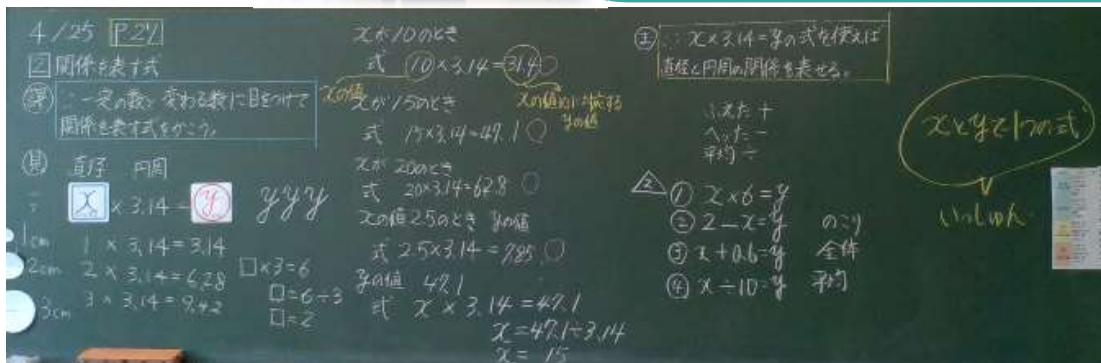 4/25 P.27
2 関係を表す式
課 ∴一定の数と変わる数に目をつけて
関係を表す式をかこう。
見 直径 円周
x × 3.14 = y y y y
1cm
2cm
3cm
1 × 3.14=3.14
2 × 3.14=6.28
3 × 3.14=9.42
□×3=6
□=6÷3
□=2
xが10のとき
式 10×3.14=31.4
xの値
xの値10に対応する
yの値
xが15のとき
式 15×3.14=47.1
xが20のとき
式 20×3.14=62.8
xの値25のとき yの値
式 25×3.14=78.5
yの値 47.1
式 x×3.14=47.1
x=47.1÷3.14
x= 15
ま ∴x×3.14=yの式を使えば
直径と円周の関係を表せる。
ふえた +
へった −
平均 ÷
2
① x×6=y
② 2−x=y のこり
③ x+0.6=y 全体
④ x÷10=y 平均
xとyで1つの式
いっしゅん